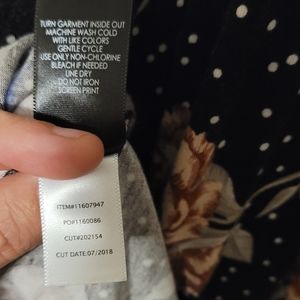 TURN GARMENT INSIDE OUT
MACHINE WASH COLD
WITH LIKE COLORS
GENTLE CYCLE
USE ONLY NON-CHLORINE
BLEACH IF NEEDED
LINE DRY
DO NOT IRON
SCREEN PRINT
ITEM#11607947
PO#1160086
CUT#202154
CUT DATE:07/2018